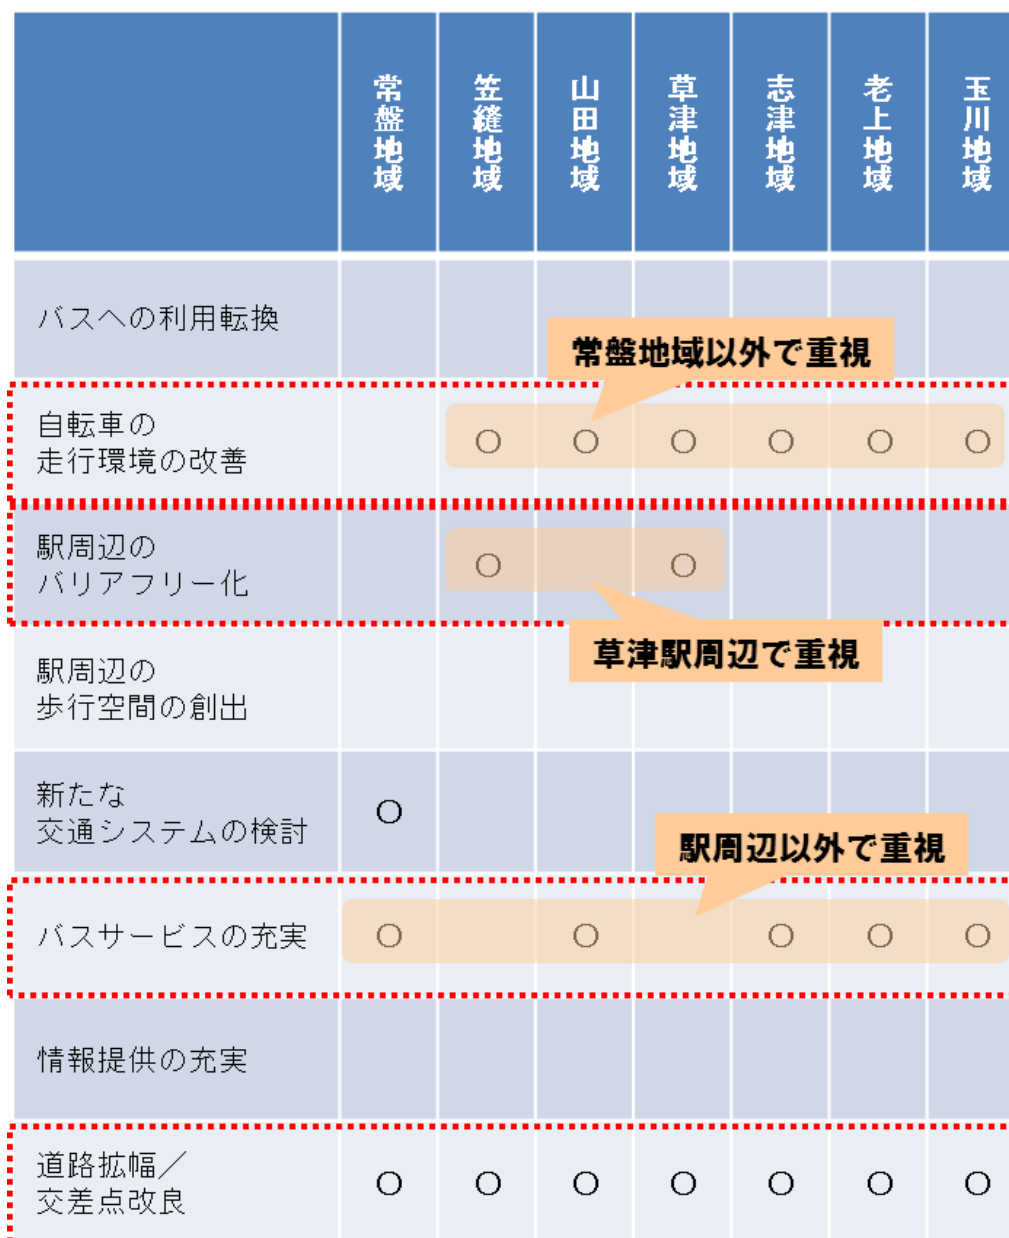 常盤地域
笠縫地域
山田地域
草津地域
志津地域
老上地域
玉川地域
バスへの利用転換
常盤地域以外で重視
自転車の
走行環境の改善
○ ○ ○ ○ ○ ○
駅周辺の
バリアフリー化
○ ○
草津駅周辺で重視
駅周辺の
歩行空間の創出
新たな
交通システムの検討
○
駅周辺以外で重視
バスサービスの充実
○ ○ ○ ○ ○
情報提供の充実
道路拡幅／
交差点改良
○ ○ ○ ○ ○ ○ ○